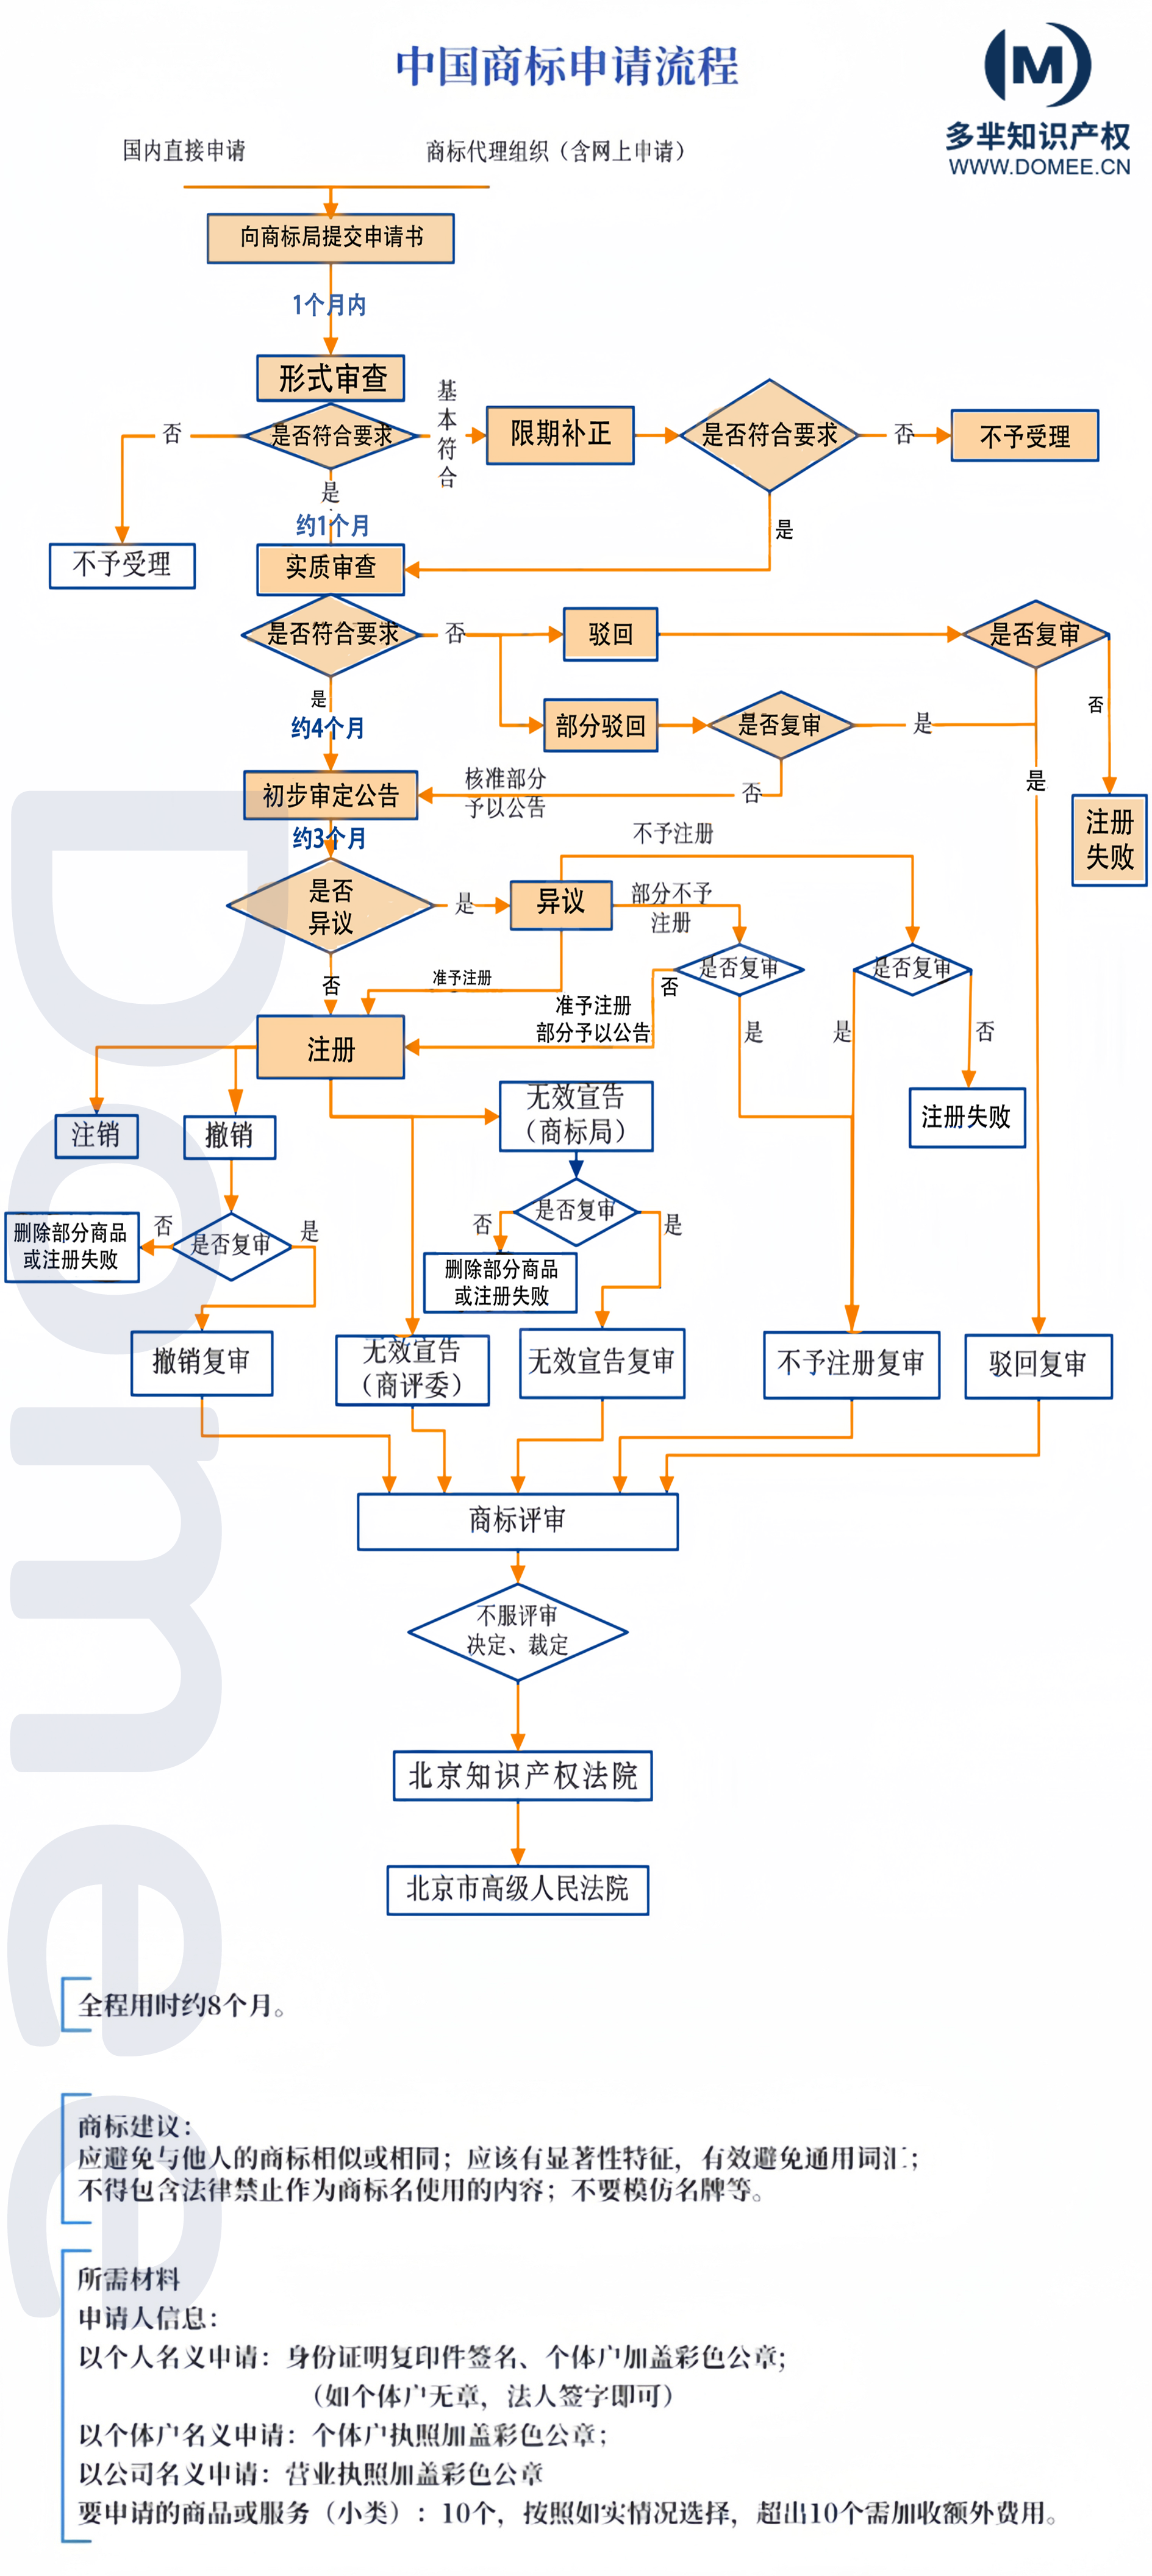 中国商标申请流程
M
多芈知识产权
WWW.DOMEE.CN
国内直接申请
商标代理组织（含网上申请）
向商标局提交申请书
1个月内
形式审查
是否符合要求
否
基
本
符
合
限期补正
是否符合要求
否
不予受理
是
是
约1个月
不予受理
实质审查
是否符合要求
否
驳回
是否复审
是
否
约4个月
部分驳回
是否复审
是
是
注册
失败
初步审定公告
核准部分
予以公告
否
约3个月
不予注册
是否
异议
是
异议
部分不予
注册
是否复审
是否复审
否
准予注册
否
准予注册
部分予以公告
是
是
否
注册
注销
撤销
无效宣告
（商标局）
注册失败
删除部分商品
或注册失败
否
是否复审
是
否
是否复审
是
删除部分商品
或注册失败
撤销复审
无效宣告
（商评委）
无效宣告复审
不予注册复审
驳回复审
商标评审
不服评审
决定、裁定
北京知识产权法院
北京市高级人民法院
Domee
全程用时约8个月。
商标建议：
应避免与他人的商标相似或相同；应该有显著性特征，有效避免通用词汇；
不得包含法律禁止作为商标名使用的内容；不要模仿名牌等。
所需材料
申请人信息：
以个人名义申请：身份证明复印件签名、个体户加盖彩色公章；
（如个体户无章，法人签字即可）
以个体户名义申请：个体户执照加盖彩色公章；
以公司名义申请：营业执照加盖彩色公章
要申请的商品或服务（小类）：10个，按照如实情况选择，超出10个需加收额外费用。